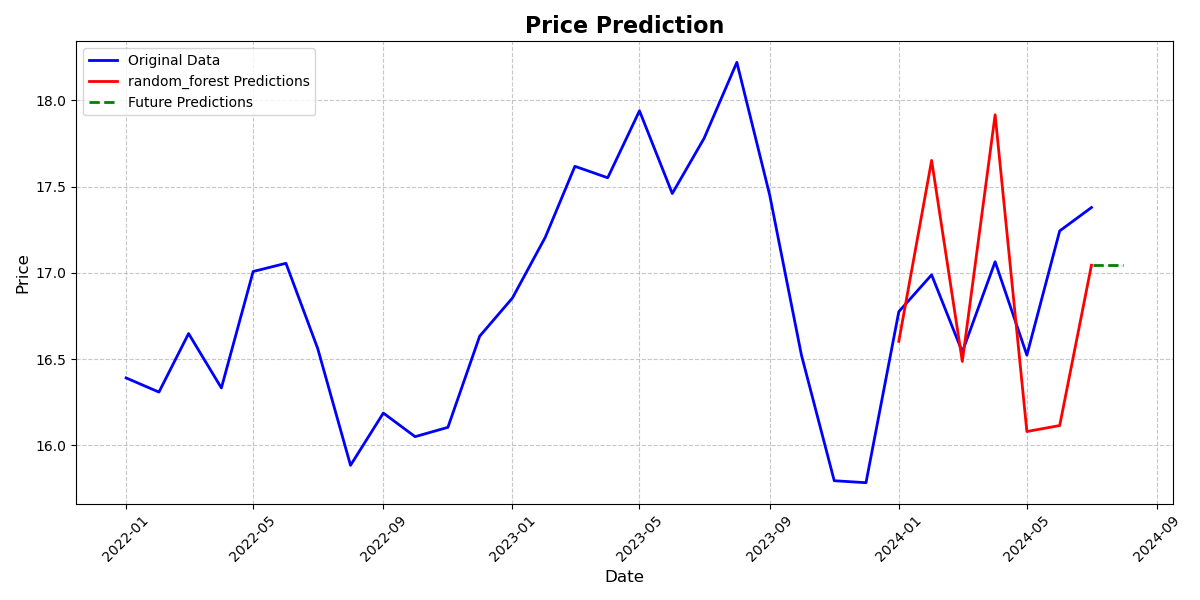 Price Prediction
Original Data
random_forest Predictions
Future Predictions
Price
18.0
17.5
17.0
16.5
16.0
2022-01
2022-05
2022-09
2023-01
2023-05
2023-09
2024-01
2024-05
2024-09
Date